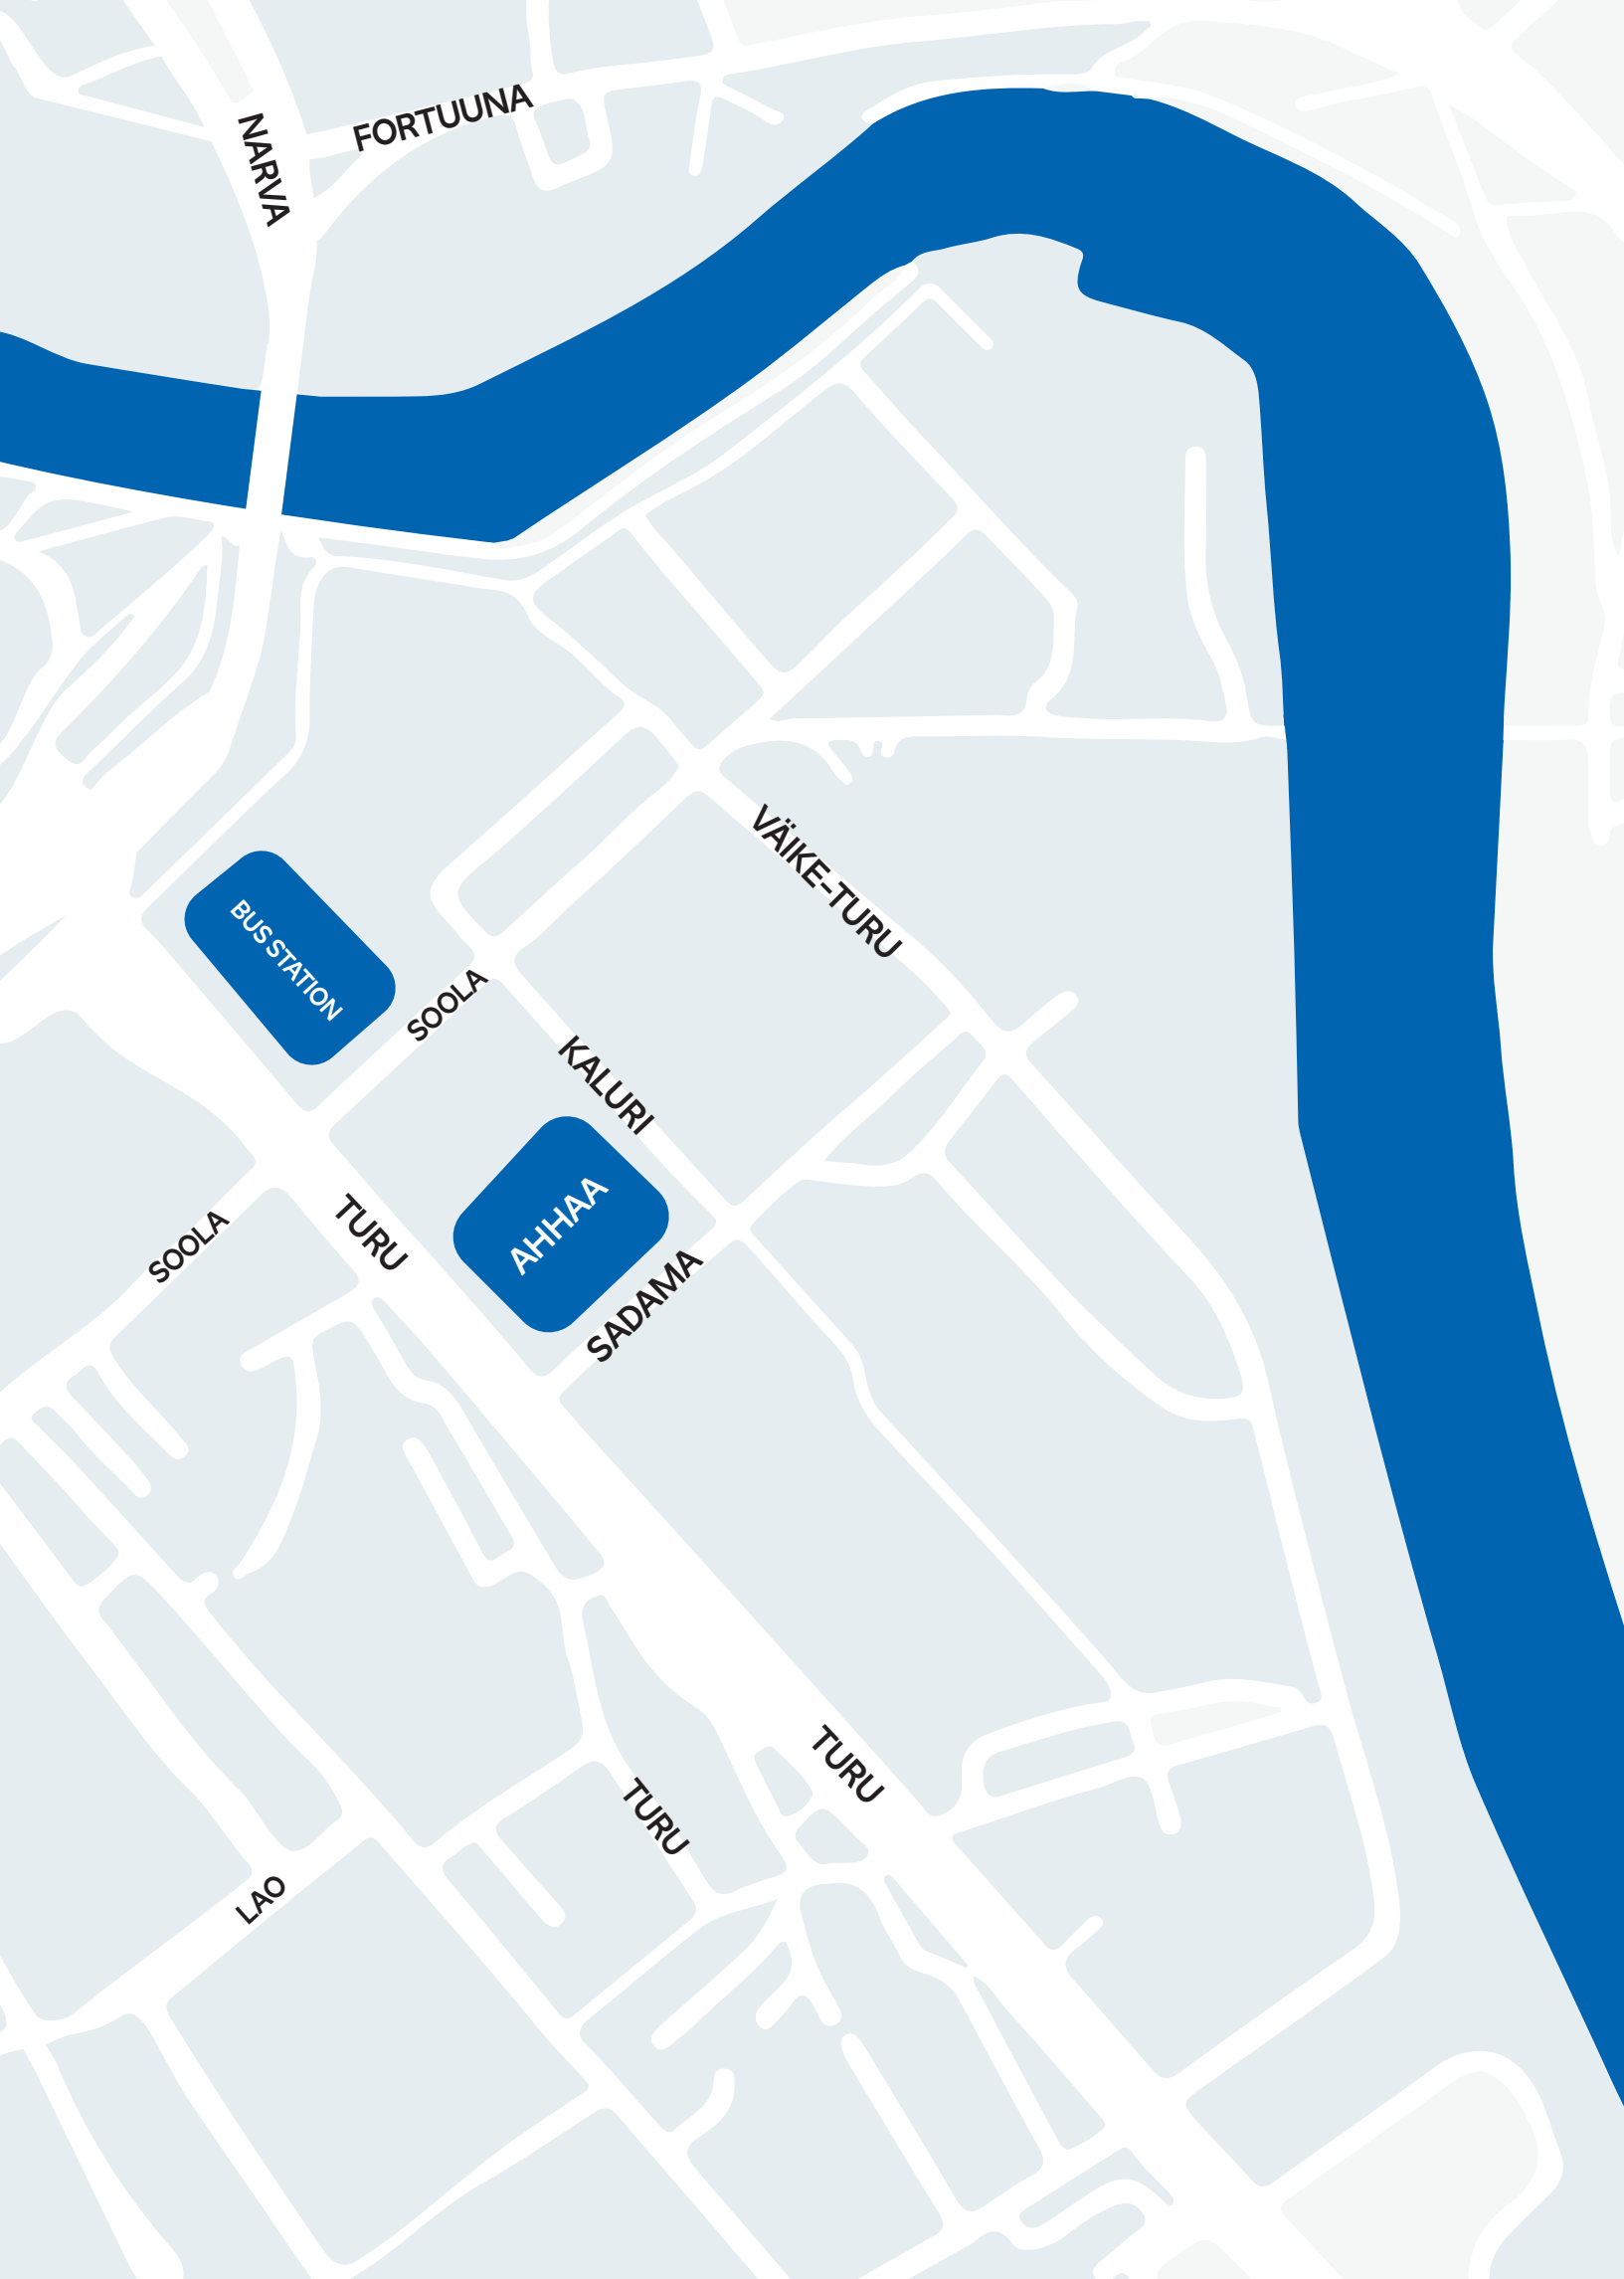 FORTUUNA
NARVA
VÄIKE-TURU
BUS STATION
SOOLA
KALURI
AHHAA
TURU
SOOLA
SADAMA
TURU
TURU
LAO